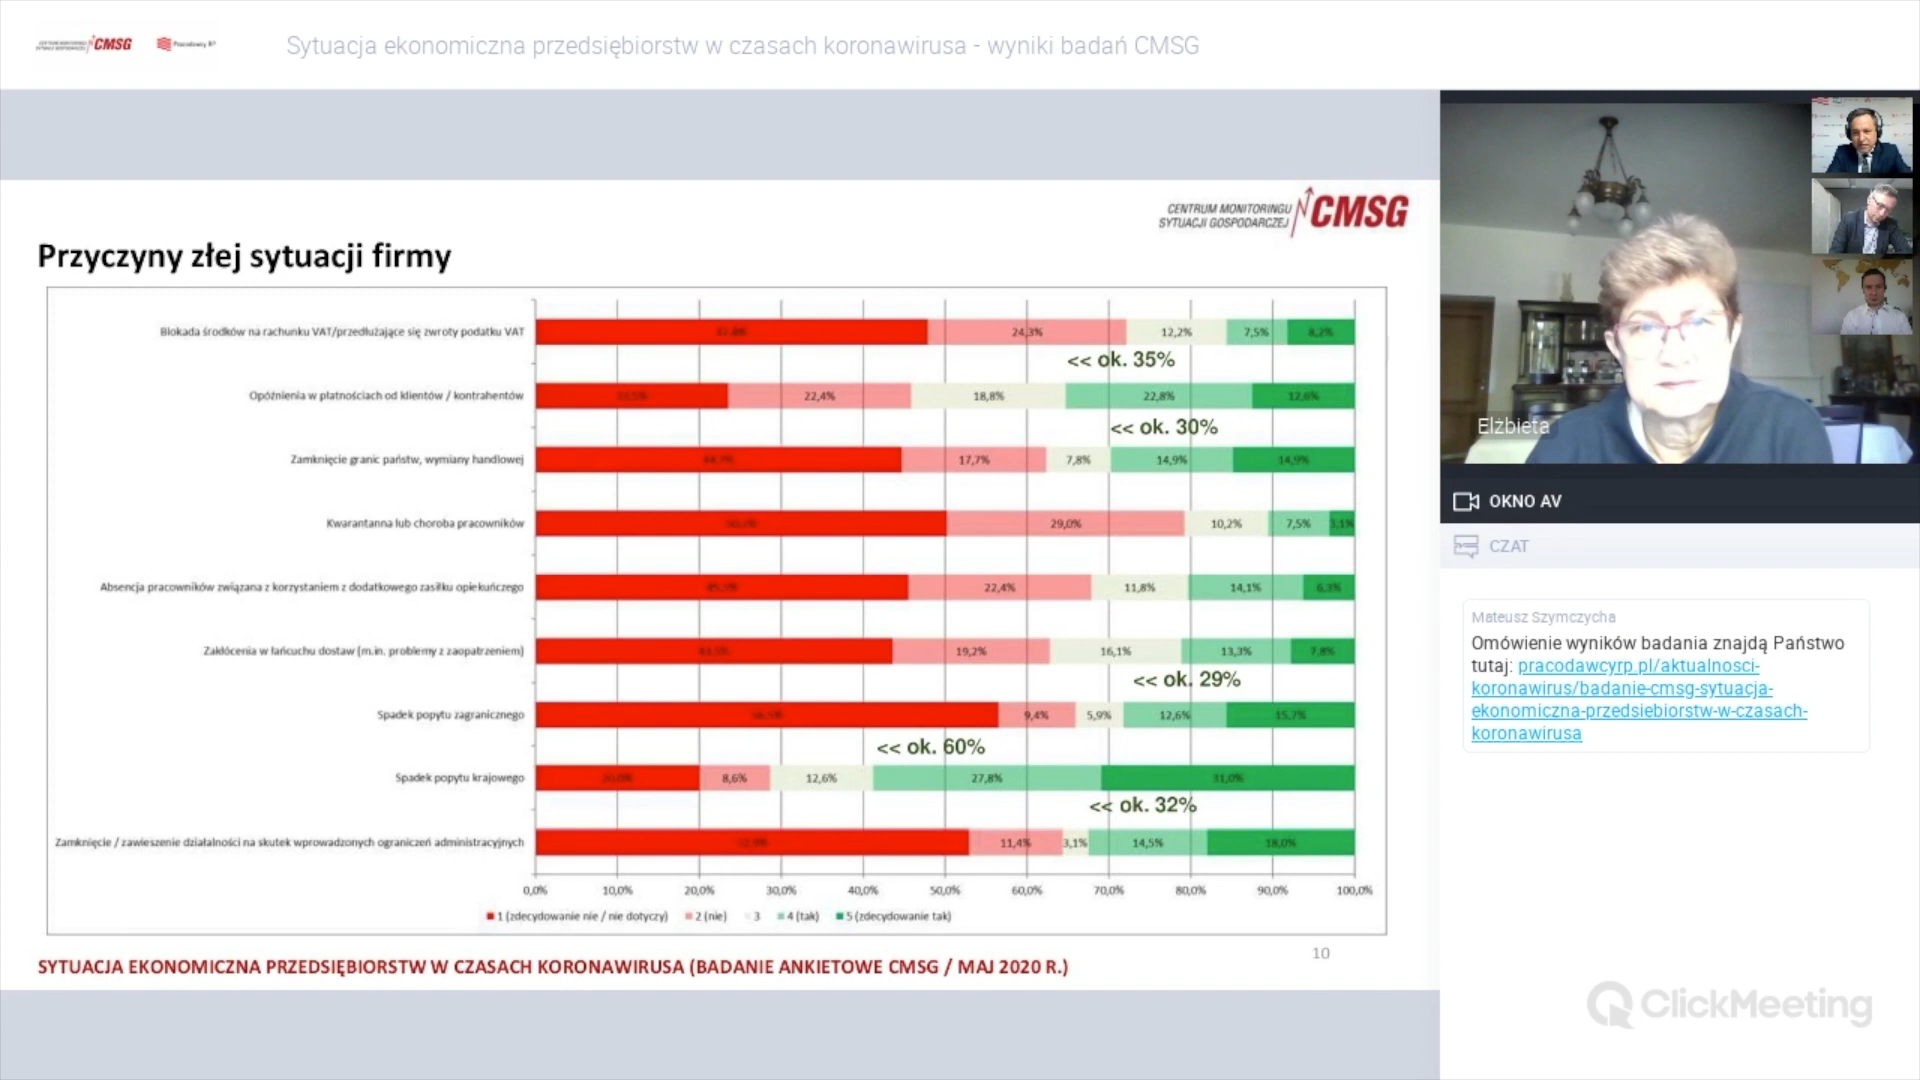 CMSG
Pracodawcy RP
Sytuacja ekonomiczna przedsiębiorstw w czasach koronawirusa - wyniki badań CMSG
CENTRUM MONITORINGU
SYTUACJI GOSPODARCZEJ
CMSG
Przyczyny złej sytuacji firmy
Blokada środków na rachunku VAT/przedłużające się zwroty podatku VAT 24,3% 12,2% 7,5% 8,2%
<< ok. 35%
Opóźnienia w płatnościach od klientów / kontrahentów 22,4% 18,8% 22,8% 12,6%
<< ok. 30%
Zamknięcie granic państw, wymiany handlowej 17,7% 7,8% 14,9% 14,9%
Kwarantanna lub choroba pracowników 29,0% 10,2% 7,5% 3,1%
Absencja pracowników związana z korzystaniem z dodatkowego zasiłku opiekuńczego 22,4% 11,8% 14,1% 6,3%
Zakłócenia w łańcuchu dostaw (m.in. problemy z zaopatrzeniem) 19,2% 16,1% 13,3% 7,8%
<< ok. 29%
Spadek popytu zagranicznego 9,4% 5,9% 12,6% 15,7%
<< ok. 60%
Spadek popytu krajowego 20,0% 8,6% 12,6% 27,8% 31,0%
<< ok. 32%
Zamknięcie / zawieszenie działalności na skutek wprowadzonych ograniczeń administracyjnych 11,4% 3,1% 14,5% 18,0%
0,0% 10,0% 20,0% 30,0% 40,0% 50,0% 60,0% 70,0% 80,0% 90,0% 100,0%
1 (zdecydowanie nie / nie dotyczy) 2 (nie) 3 4 (tak) 5 (zdecydowanie tak)
10
SYTUACJA EKONOMICZNA PRZEDSIĘBIORSTW W CZASACH KORONAWIRUSA (BADANIE ANKIETOWE CMSG / MAJ 2020 R.)
Elżbieta
OKNO AV
CZAT
Mateusz Szymczycha
Omówienie wyników badania znajdą Państwo
tutaj: pracodawcyrp.pl/aktualnosci-
koronawirus/badanie-cmsg-sytuacja-
ekonomiczna-przedsiebiorstw-w-czasach-
koronawirusa
ClickMeeting